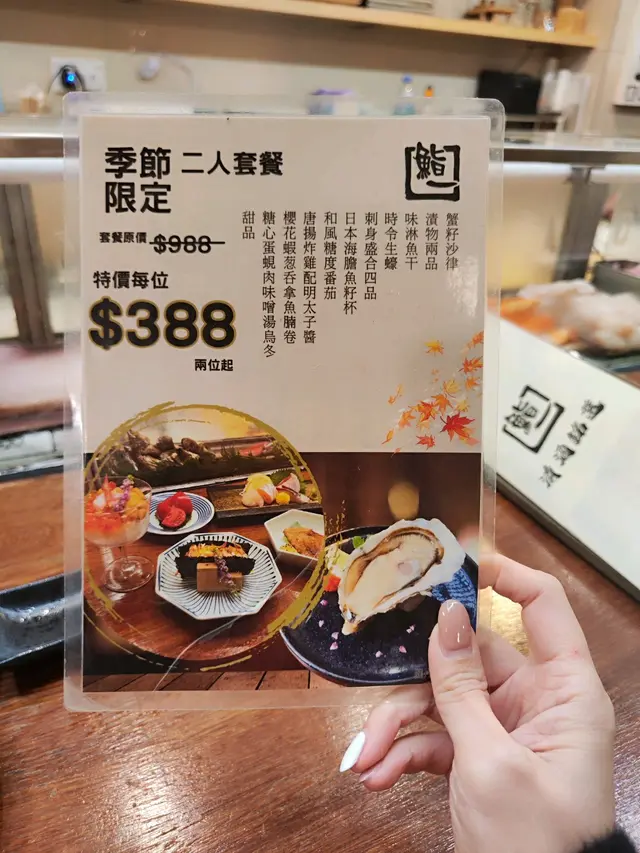 季節 二人套餐
限定
鮨一
套餐原價 $988
特價每位
$388
兩位起
蟹籽沙律
漬物兩品
味淋魚干
時令生蠔
刺身盛合四品
日本海膽魚籽杯
和風糖度番茄
唐揚炸雞配明太子醬
櫻花蝦葱吞拿魚腩卷
糖心蛋蜆肉味噌湯烏冬
甜品